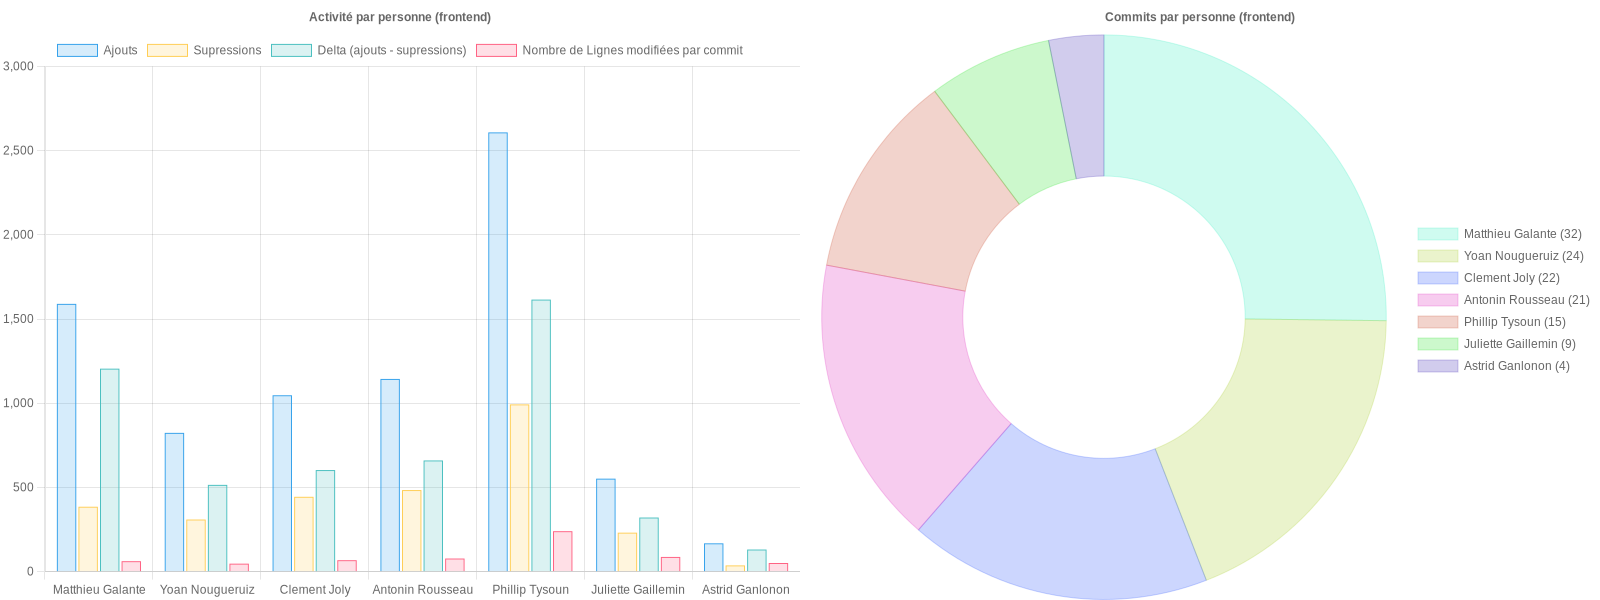 Activité par personne (frontend)
Ajouts
Supressions
Delta (ajouts - supressions)
Nombre de Lignes modifiées par commit
3,000
2,500
2,000
1,500
1,000
500
0
Matthieu Galante
Yoan Nougueruiz
Clement Joly
Antonin Rousseau
Phillip Tysoun
Juliette Gaillemin
Astrid Ganlonon
Commits par personne (frontend)
Matthieu Galante (32)
Yoan Nougueruiz (24)
Clement Joly (22)
Antonin Rousseau (21)
Phillip Tysoun (15)
Juliette Gaillemin (9)
Astrid Ganlonon (4)